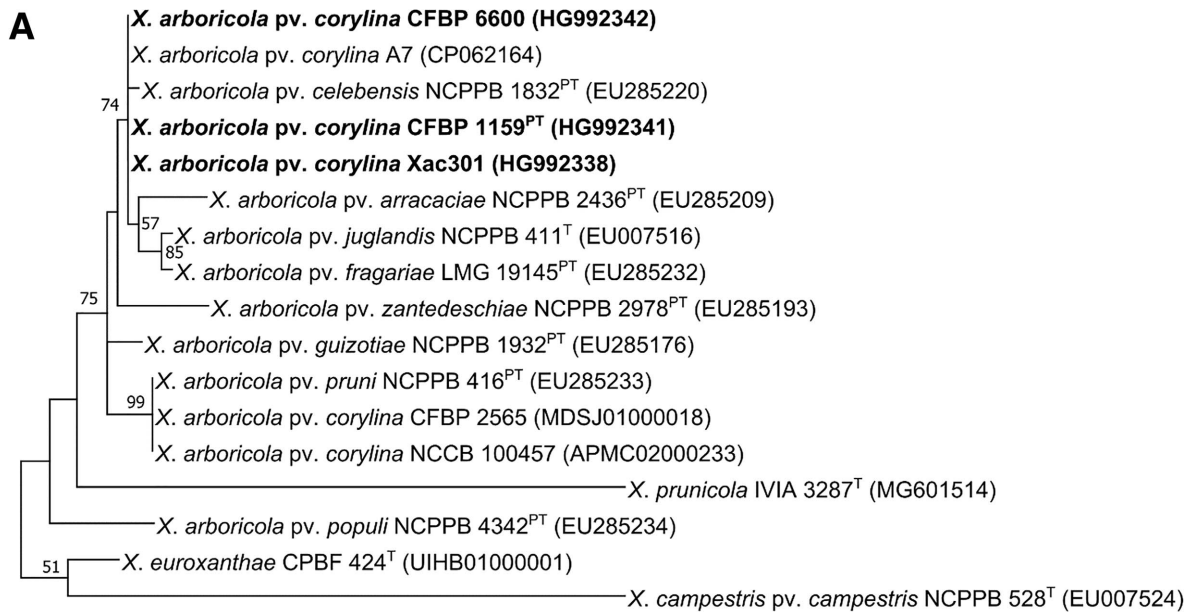 A
X. arboricola pv. corylina CFBP 6600 (HG992342)
X. arboricola pv. corylina A7 (CP062164)
74
X. arboricola pv. celebensis NCPPB 1832ᴾᵀ (EU285220)
X. arboricola pv. corylina CFBP 1159ᴾᵀ (HG992341)
X. arboricola pv. corylina Xac301 (HG992338)
X. arboricola pv. arracaciae NCPPB 2436ᴾᵀ (EU285209)
57
X. arboricola pv. juglandis NCPPB 411ᵀ (EU007516)
85
X. arboricola pv. fragariae LMG 19145ᴾᵀ (EU285232)
75
X. arboricola pv. zantedeschiae NCPPB 2978ᴾᵀ (EU285193)
X. arboricola pv. guizotiae NCPPB 1932ᴾᵀ (EU285176)
X. arboricola pv. pruni NCPPB 416ᴾᵀ (EU285233)
99
X. arboricola pv. corylina CFBP 2565 (MDSJ01000018)
X. arboricola pv. corylina NCCB 100457 (APMC02000233)
X. prunicola IVIA 3287ᵀ (MG601514)
X. arboricola pv. populi NCPPB 4342ᴾᵀ (EU285234)
51
X. euroxanthae CPBF 424ᵀ (UIHB01000001)
X. campestris pv. campestris NCPPB 528ᵀ (EU007524)